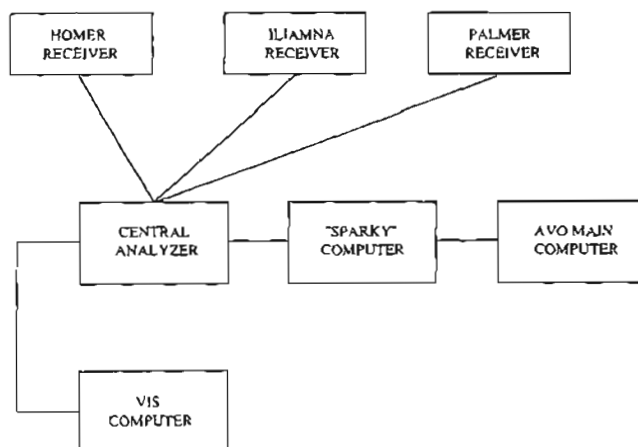 HOMER
RECEIVER
ILIAMNA
RECEIVER
PALMER
RECEIVER
CENTRAL
ANALYZER
"SPARKY"
COMPUTER
AVO MAIN
COMPUTER
VIS
COMPUTER